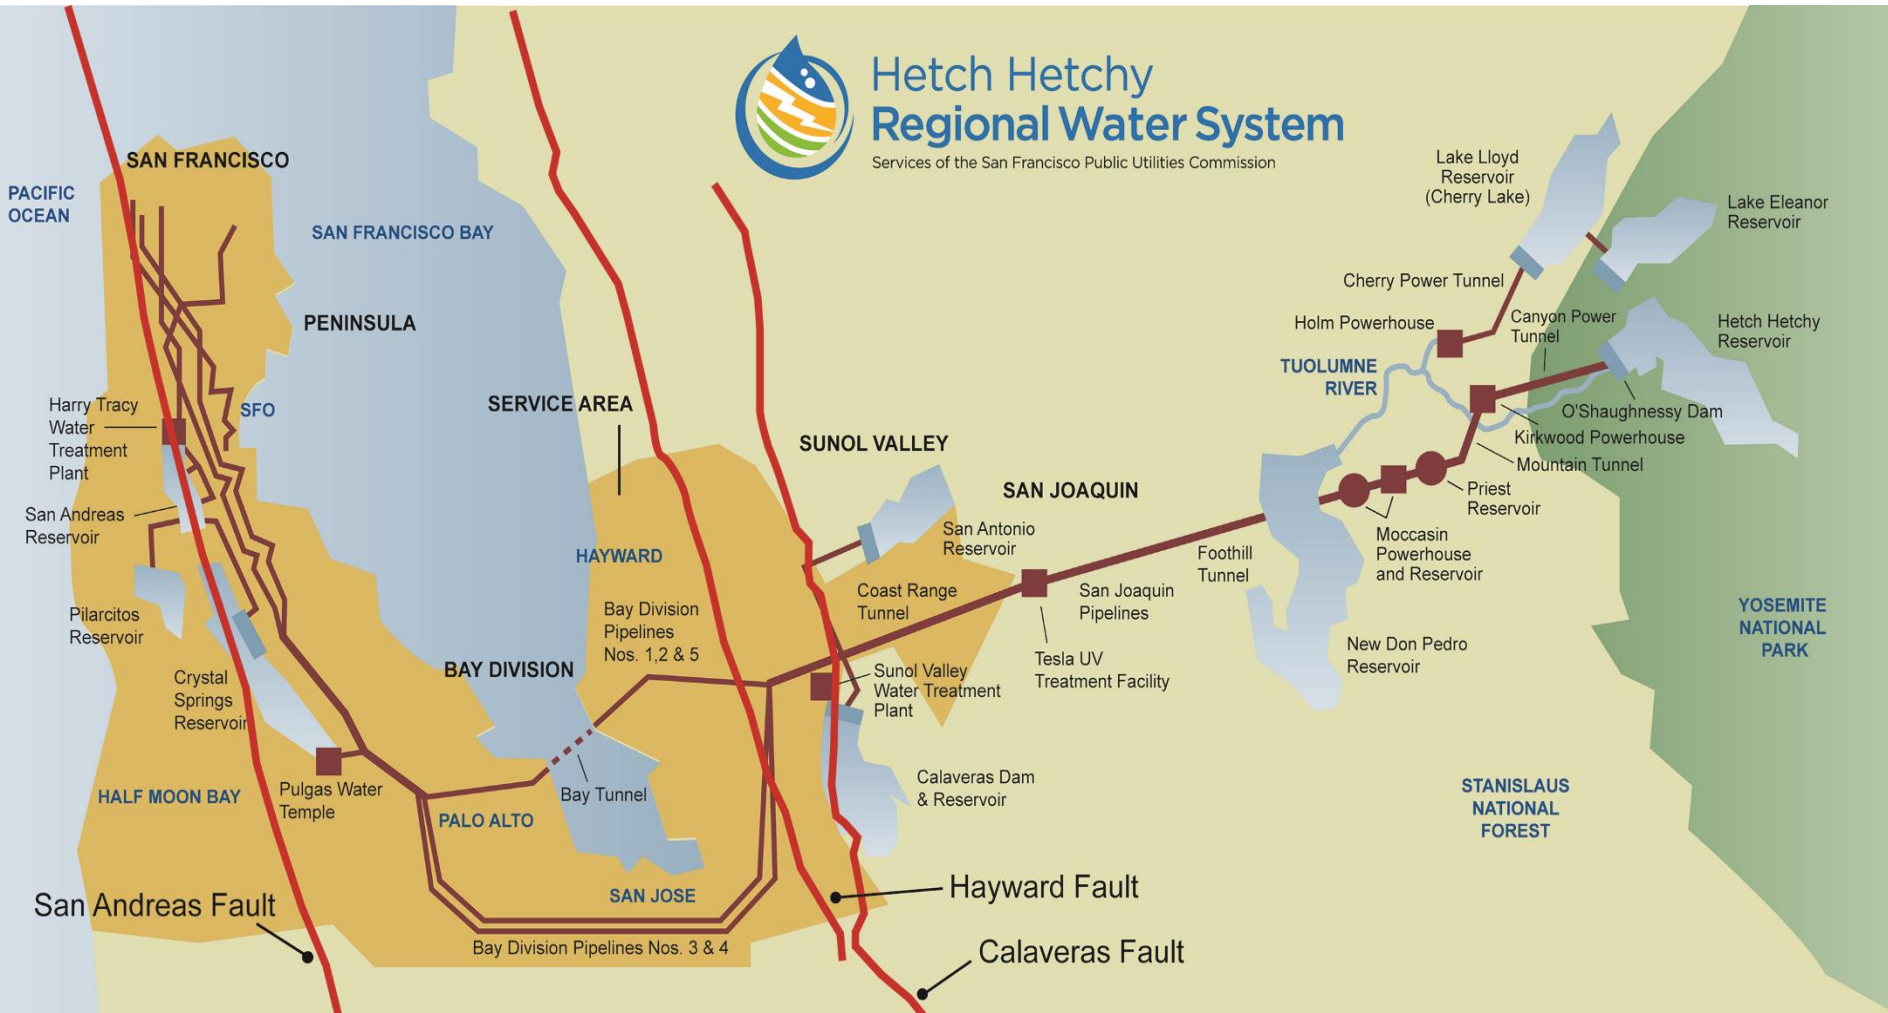 Hetch Hetchy
Regional Water System
Services of the San Francisco Public Utilities Commission
SAN FRANCISCO
PACIFIC
OCEAN
SAN FRANCISCO BAY
PENINSULA
SFO
Harry Tracy
Water
Treatment
Plant
San Andreas
Reservoir
Pilarcitos
Reservoir
Crystal
Springs
Reservoir
HALF MOON BAY
Pulgas Water
Temple
San Andreas Fault
SERVICE AREA
HAYWARD
Bay Division
Pipelines
Nos. 1,2 & 5
BAY DIVISION
Bay Tunnel
PALO ALTO
SAN JOSE
Bay Division Pipelines Nos. 3 & 4
SUNOL VALLEY
San Antonio
Reservoir
Coast Range
Tunnel
Sunol Valley
Water Treatment
Plant
Calaveras Dam
& Reservoir
Hayward Fault
Calaveras Fault
SAN JOAQUIN
San Joaquin
Pipelines
Tesla UV
Treatment Facility
Foothill
Tunnel
New Don Pedro
Reservoir
Moccasin
Powerhouse
and Reservoir
Priest
Reservoir
Mountain Tunnel
Kirkwood Powerhouse
O'Shaughnessy Dam
Canyon Power
Tunnel
Hetch Hetchy
Reservoir
Lake Eleanor
Reservoir
Lake Lloyd
Reservoir
(Cherry Lake)
Cherry Power Tunnel
Holm Powerhouse
TUOLUMNE
RIVER
YOSEMITE
NATIONAL
PARK
STANISLAUS
NATIONAL
FOREST